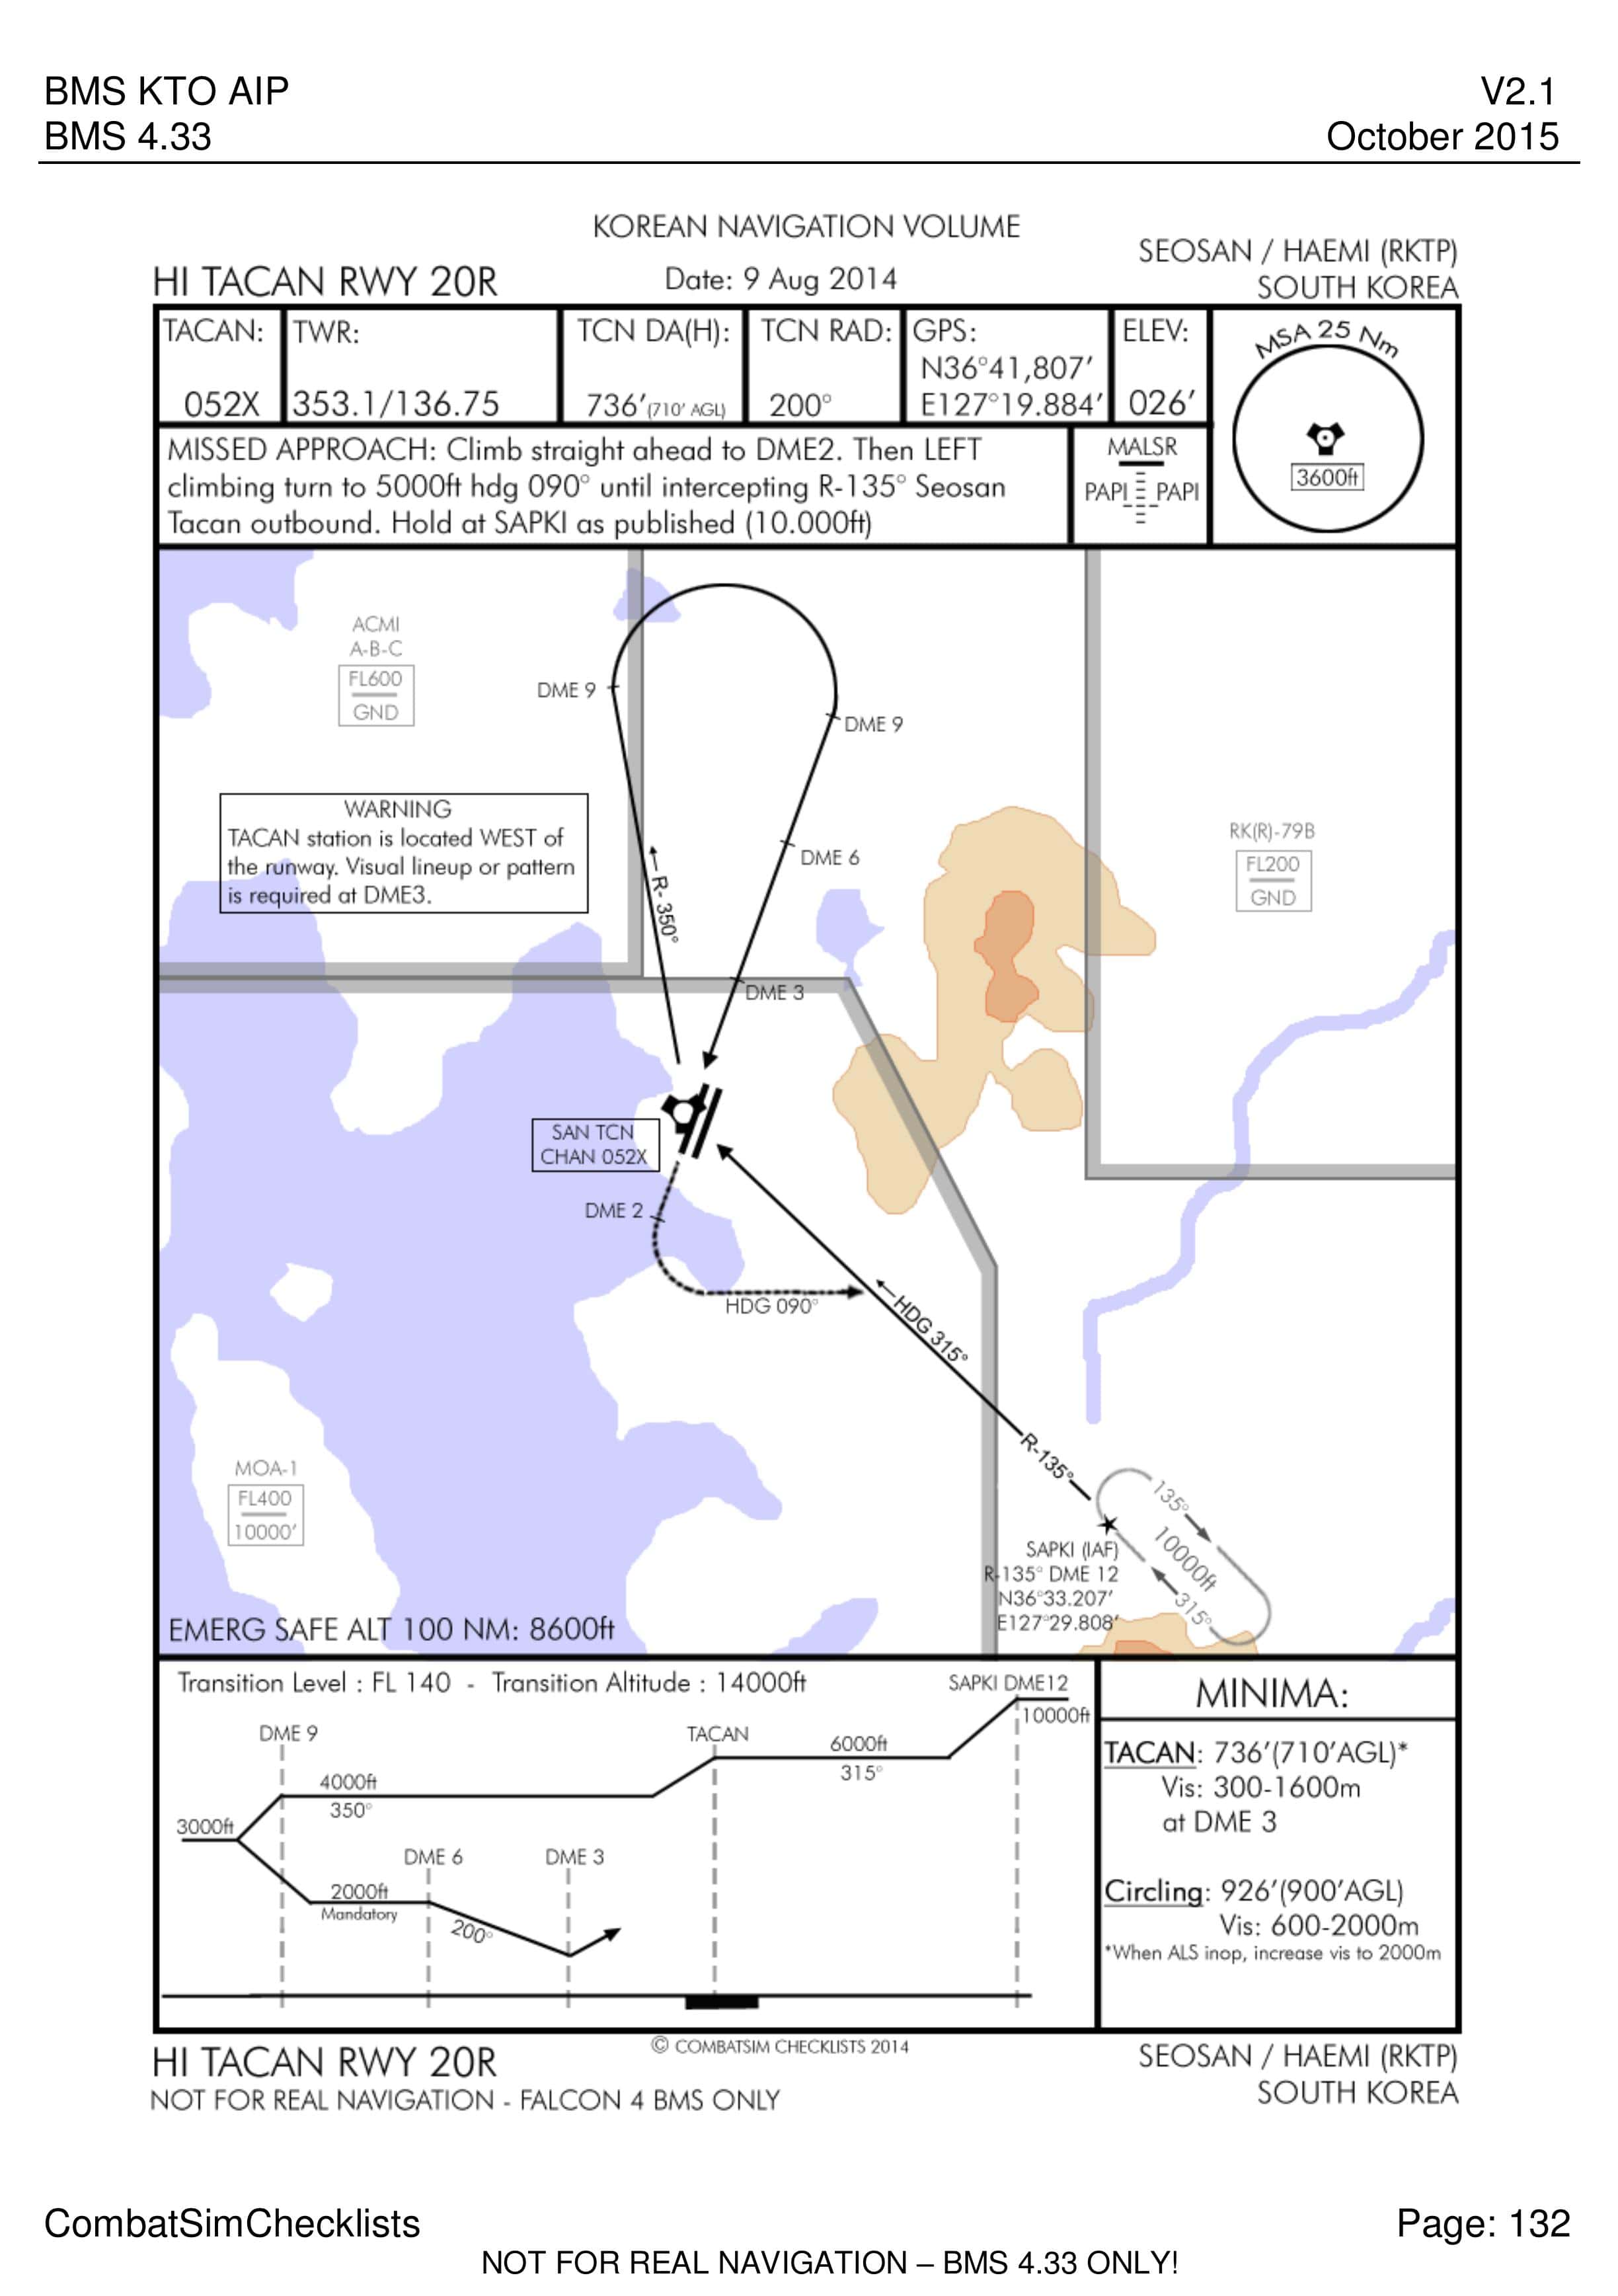 BMS KTO AIP
V2.1
BMS 4.33
October 2015
KOREAN NAVIGATION VOLUME
SEOSAN / HAEMI (RKTP)
HI TACAN RWY 20R
Date: 9 Aug 2014
SOUTH KOREA
TACAN:
052X
TWR:
353.1/136.75
TCN DA(H):
736'(710' AGL)
TCN RAD:
200°
GPS:
N36°41,807'
E127°19.884'
ELEV:
026'
MSA 25 Nm
3600ft
MISSED APPROACH: Climb straight ahead to DME2. Then LEFT
climbing turn to 5000ft hdg 090° until intercepting R-135° Seosan
Tacan outbound. Hold at SAPKI as published (10.000ft)
MALSR
PAPI PAPI
ACMI
A-B-C
FL600
GND
DME 9
DME 9
WARNING
TACAN station is located WEST of
the runway. Visual lineup or pattern
is required at DME3.
DME 6
RK(R)-79B
FL200
GND
R-350°
DME 3
SAN TCN
CHAN 052X
DME 2
HDG 090°
HDG 315°
R-135°
MOA-1
FL400
10000'
135°
10000ft
315°
SAPKI (IAF)
R-135° DME 12
N36°33.207'
E127°29.808'
EMERG SAFE ALT 100 NM: 8600ft
Transition Level : FL 140 - Transition Altitude : 14000ft
SAPKI DME12
10000ft
DME 9
TACAN
6000ft
315°
4000ft
350°
3000ft
DME 6
DME 3
2000ft
Mandatory
200°
MINIMA:
TACAN: 736'(710'AGL)*
Vis: 300-1600m
at DME 3
Circling: 926'(900'AGL)
Vis: 600-2000m
*When ALS inop, increase vis to 2000m
© COMBATSIM CHECKLISTS 2014
HI TACAN RWY 20R
SEOSAN / HAEMI (RKTP)
NOT FOR REAL NAVIGATION - FALCON 4 BMS ONLY
SOUTH KOREA
CombatSimChecklists
Page: 132
NOT FOR REAL NAVIGATION – BMS 4.33 ONLY!